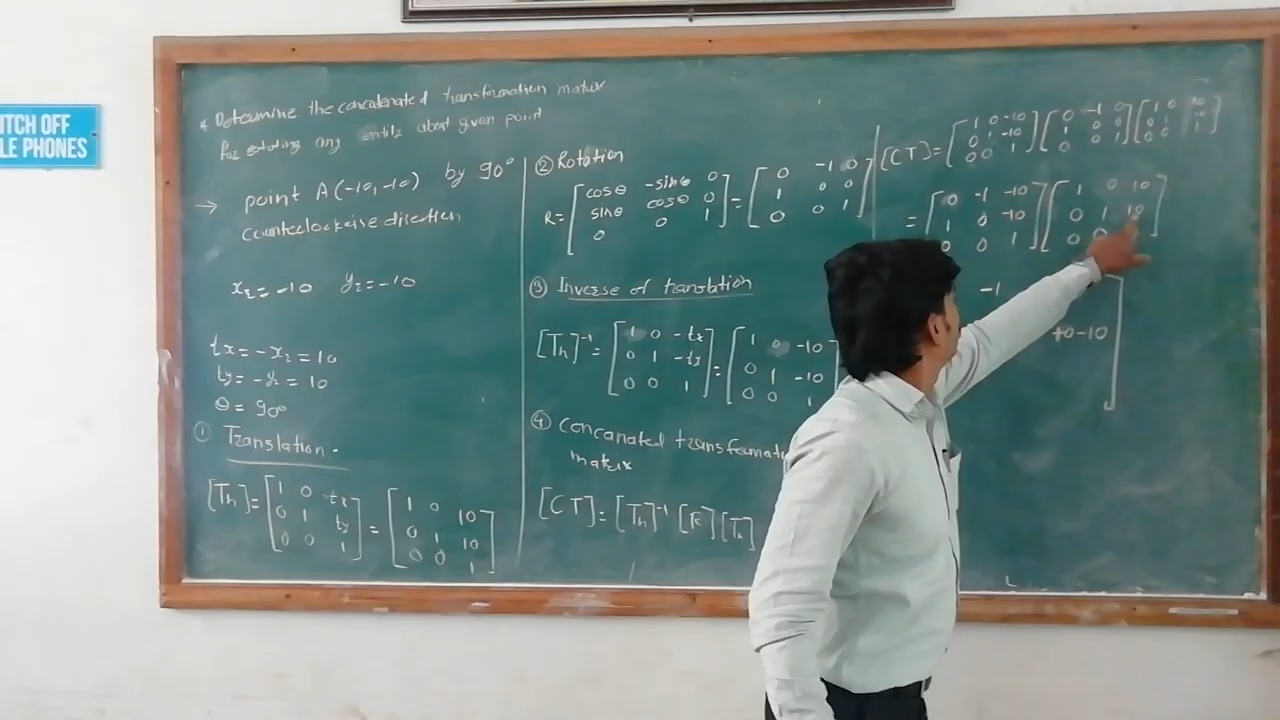 ITCH OFF
LE PHONES
Determine the concatenated transformation matrix
For rotating any entity about given point
→ point A(-10,-10) by 90°
counterclockwise direction
x₂ = -10 y₂ = -10
tx = -x₂ = 10
ty = -y₂ = 10
θ = 90°
① Translation.
[Th] = [1 0 tx = [1 0 10
0 1 ty 0 1 10
0 0 1] 0 0 1]
② Rotation
R = [cosθ -sinθ 0 = [0 -1 0
sinθ cosθ 0 1 0 0
0 0 1] 0 0 1]
③ Inverse of translation
[Th]⁻¹ = [1 0 -tx = [1 0 -10
0 1 -ty 0 1 -10
0 0 1] 0 0 1
④ Concanated transformati
matrix
[CT] = [Th]⁻¹ [R] [Th]
[CT] = [1 0 -10 [0 -1 0 [1 0 10
0 1 -10 1 0 0 0 1 10
0 0 1] 0 0 1] 0 0 1]
= [0 -1 -10 [1 0 10
1 0 -10 0 1 10
0 0 1] 0 0 ]
-1
+0-10 ]